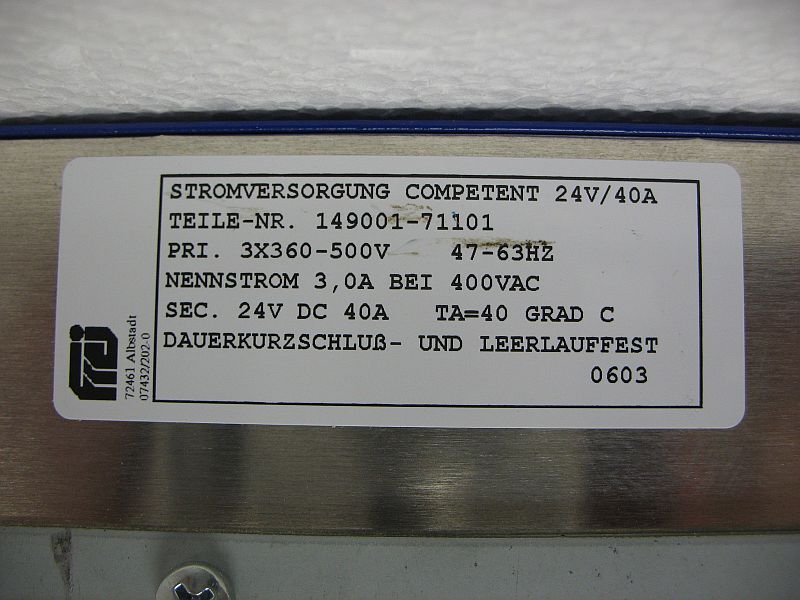 STROMVERSORGUNG COMPETENT 24V/40A
TEILE-NR. 149001-71101
PRI. 3X360-500V 47-63HZ
NENNSTROM 3,0A BEI 400VAC
SEC. 24V DC 40A TA=40 GRAD C
DAUERKURZSCHLUß- UND LEERLAUFFEST
0603
72461 Albstadt
07432/202-0